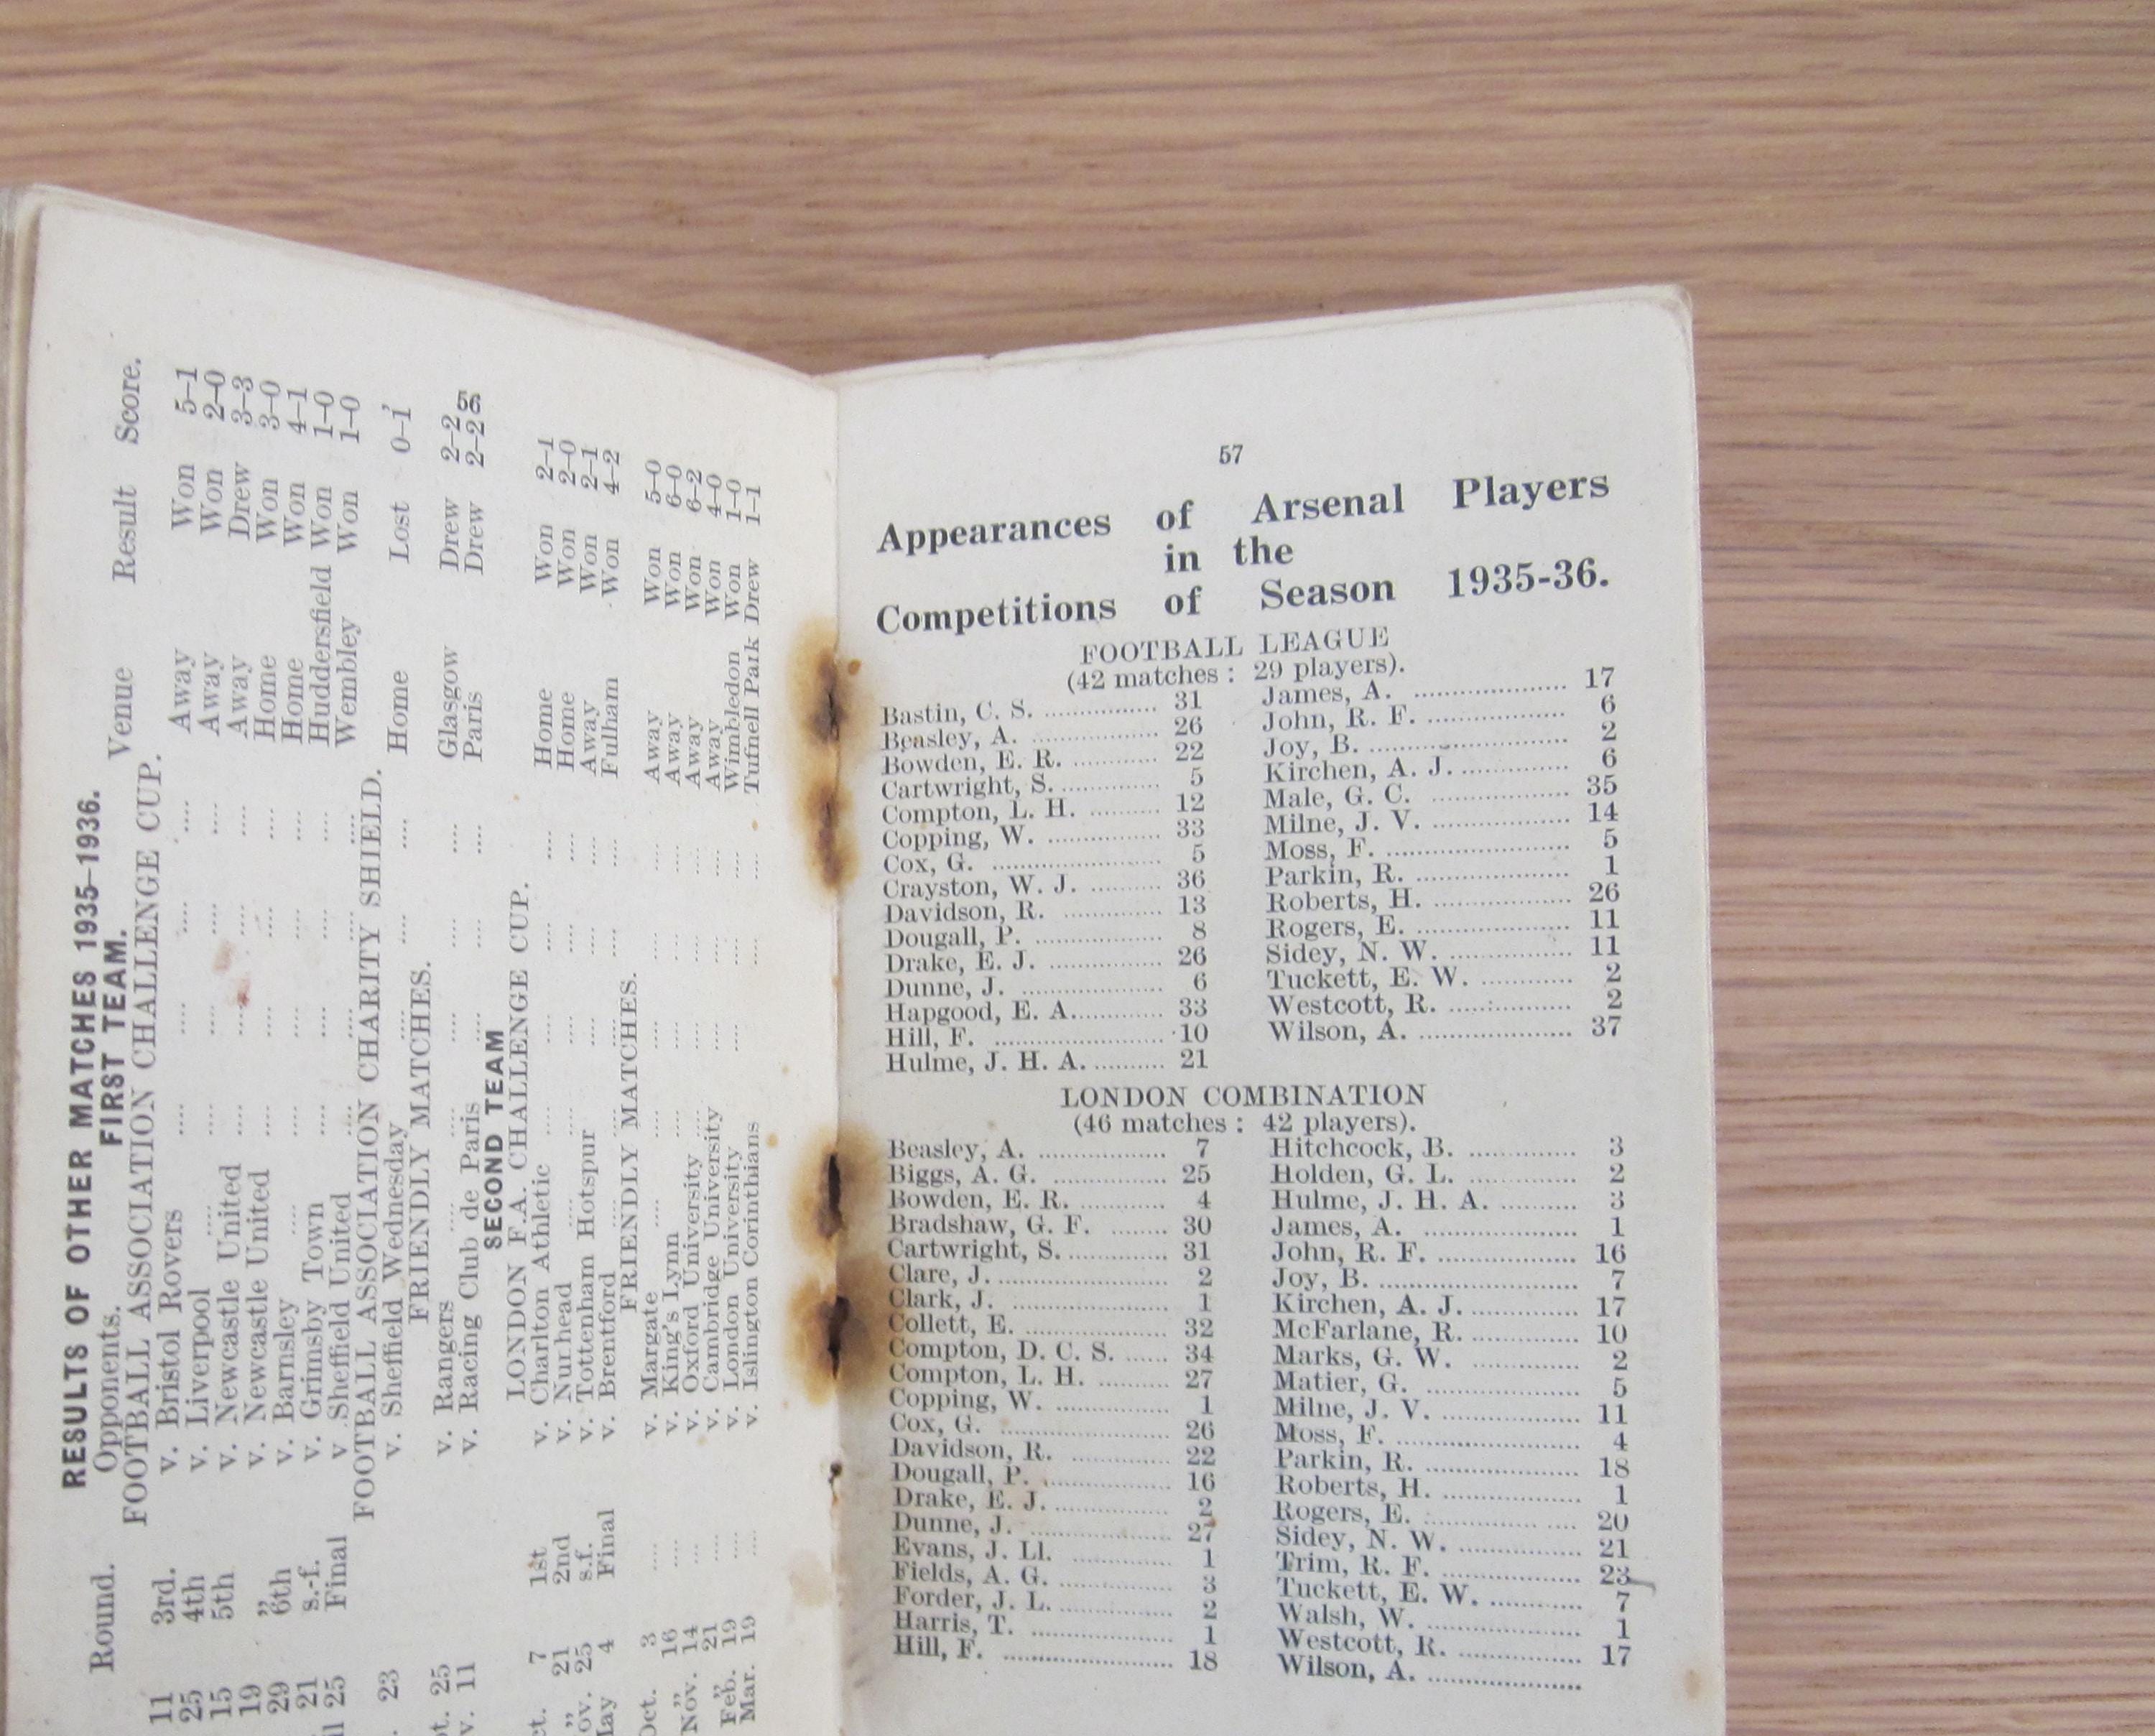 56
RESULTS OF OTHER MATCHES 1935–1936.
FIRST TEAM.
Round. Opponents. Venue Result Score.
FOOTBALL ASSOCIATION CHALLENGE CUP.
11 3rd. v. Bristol Rovers .... .... .... .... Away Won 5–1
25 4th v. Liverpool .... .... .... .... Away Won 2–0
15 5th v. Newcastle United .... .... .... .... Away Drew 3–3
19 ,, v. Newcastle United .... .... .... .... Home Won 3–0
29 6th v. Barnsley .... .... .... .... .... Home Won 4–1
21 s.-f. v. Grimsby Town .... .... .... .... Huddersfield Won 1–0
il 25 Final v. Sheffield United .... .... .... .... Wembley Won 1–0
FOOTBALL ASSOCIATION CHARITY SHIELD.
. 23 v. Sheffield Wednesday .... .... .... Home Lost 0–1
FRIENDLY MATCHES.
t. 25 v. Rangers .... .... .... .... .... Glasgow Drew 2–2
v. 11 v. Racing Club de Paris .... .... .... Paris Drew 2–2
SECOND TEAM
LONDON F.A. CHALLENGE CUP.
ct. 7 1st v. Charlton Athletic .... .... .... .... Home Won 2–1
,, 21 2nd v. Nunhead .... .... .... .... .... Home Won 2–0
ov. 25 s.f. v. Tottenham Hotspur .... .... .... Away Won 2–1
lay 4 Final v. Brentford .... .... .... .... .... Fulham Won 4–2
FRIENDLY MATCHES.
Oct. 3 .... v. Margate .... .... .... .... .... Away Won 5–0
,, 16 .... v. King's Lynn .... .... .... .... Away Won 6–0
Nov. 14 .... v. Oxford University .... .... .... .... Away Won 6–2
,, 21 .... v. Cambridge University .... .... .... Away Won 4–0
Feb. 19 .... v. London University .... .... .... Wimbledon Won 1–0
Mar. 19 .... v. Islington Corinthians .... .... Tufnell Park Drew 1–1
57
Appearances of Arsenal Players
in the
Competitions of Season 1935-36.
FOOTBALL LEAGUE
(42 matches : 29 players).
Bastin, C. S. ............... 31
Beasley, A. ................. 26
Bowden, E. R. ............ 22
Cartwright, S. .............. 5
Compton, L. H. .......... 12
Copping, W. ............... 33
Cox, G. ........................ 5
Crayston, W. J. .......... 36
Davidson, R. .............. 13
Dougall, P. ................. 8
Drake, E. J. ................ 26
Dunne, J. .................... 6
Hapgood, E. A. ........... 33
Hill, F. ........................ 10
Hulme, J. H. A. .......... 21
James, A. .................... 17
John, R. F. .................. 6
Joy, B. ........................ 2
Kirchen, A. J. .............. 6
Male, G. C. .................. 35
Milne, J. V. .................. 14
Moss, F. ...................... 5
Parkin, R. .................... 1
Roberts, H. .................. 26
Rogers, E. .................... 11
Sidey, N. W. ................ 11
Tuckett, E. W. ............ 2
Westcott, R. ................ 2
Wilson, A. .................... 37
LONDON COMBINATION
(46 matches : 42 players).
Beasley, A. .................. 7
Biggs, A. G. ................ 25
Bowden, E. R. ............ 4
Bradshaw, G. F. ........ 30
Cartwright, S. .............. 31
Clare, J. ...................... 2
Clark, J. ...................... 1
Collett, E. .................... 32
Compton, D. C. S. ...... 34
Compton, L. H. .......... 27
Copping, W. ................ 1
Cox, G. ........................ 26
Davidson, R. .............. 22
Dougall, P. .................. 16
Drake, E. J. ................ 2
Dunne, J. .................... 27
Evans, J. Ll. .............. 1
Fields, A. G. .............. 3
Forder, J. L. .............. 2
Harris, T. .................. 1
Hill, F. ........................ 18
Hitchcock, B. .............. 3
Holden, G. L. .............. 2
Hulme, J. H. A. .......... 3
James, A. .................... 1
John, R. F. .................. 16
Joy, B. ........................ 7
Kirchen, A. J. .............. 17
McFarlane, R. .............. 10
Marks, G. W. .............. 2
Matier, G. .................... 5
Milne, J. V. .................. 11
Moss, F. ...................... 4
Parkin, R. .................... 18
Roberts, H. .................. 1
Rogers, E. .................... 20
Sidey, N. W. ................ 21
Trim, R. F. .................. 23
Tuckett, E. W. ............ 7
Walsh, W. .................... 1
Westcott, R. ................ 17
Wilson, A. ....................